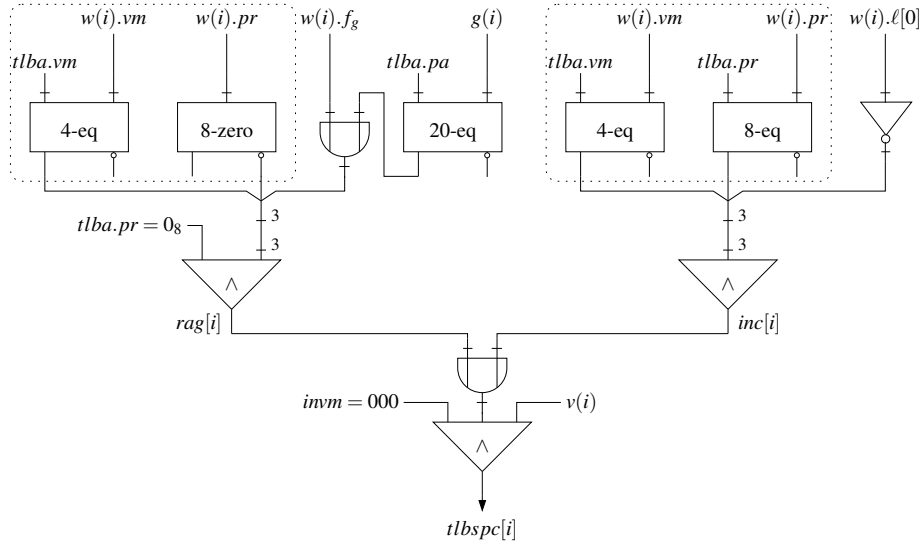 w(i).vm w(i).pr w(i).f_g g(i) w(i).vm w(i).pr w(i).ℓ[0]
tlba.vm tlba.pa tlba.vm tlba.pr
4-eq 8-zero 20-eq 4-eq 8-eq
3 3
tlba.pr = 0₈ 3 3
∧ ∧
rag[i] inc[i]
invm = 000 v(i)
∧
tlbspc[i]